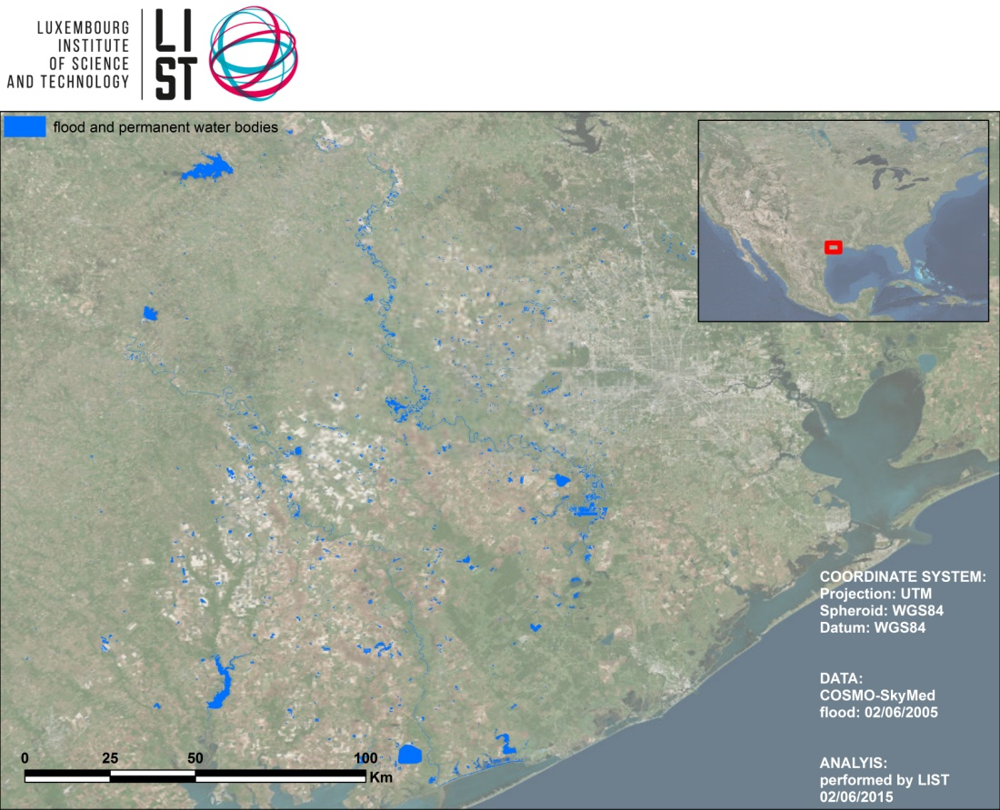 LUXEMBOURG
INSTITUTE
OF SCIENCE
AND TECHNOLOGY
LI
ST
flood and permanent water bodies
COORDINATE SYSTEM:
Projection: UTM
Spheroid: WGS84
Datum: WGS84
DATA:
COSMO-SkyMed
flood: 02/06/2005
ANALYIS:
performed by LIST
02/06/2015
0 25 50 100
Km